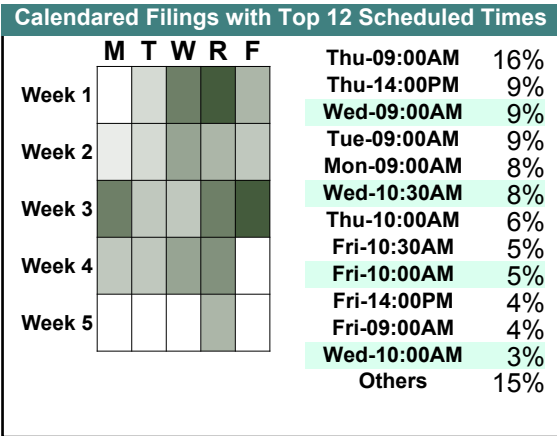 Calendared Filings with Top 12 Scheduled Times
M T W R F
Week 1
Week 2
Week 3
Week 4
Week 5
Thu-09:00AM 16%
Thu-14:00PM 9%
Wed-09:00AM 9%
Tue-09:00AM 9%
Mon-09:00AM 8%
Wed-10:30AM 8%
Thu-10:00AM 6%
Fri-10:30AM 5%
Fri-10:00AM 5%
Fri-14:00PM 4%
Fri-09:00AM 4%
Wed-10:00AM 3%
Others 15%